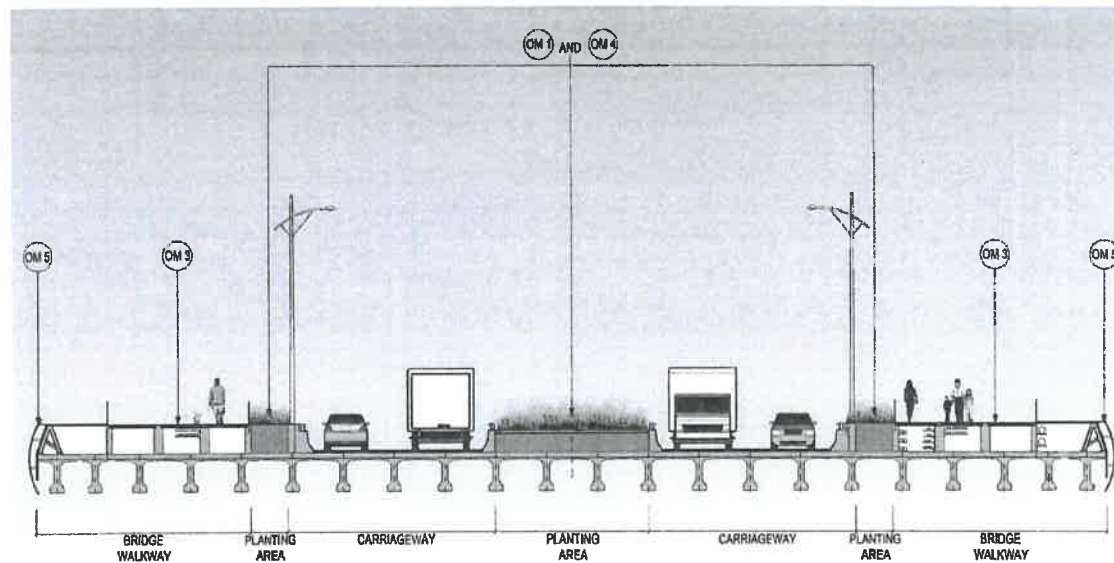 OM 1 AND OM 4
OM 5 OM 3 OM 3 OM 5
BRIDGE WALKWAY
PLANTING AREA
CARRIAGEWAY
PLANTING AREA
CARRIAGEWAY
PLANTING AREA
BRIDGE WALKWAY